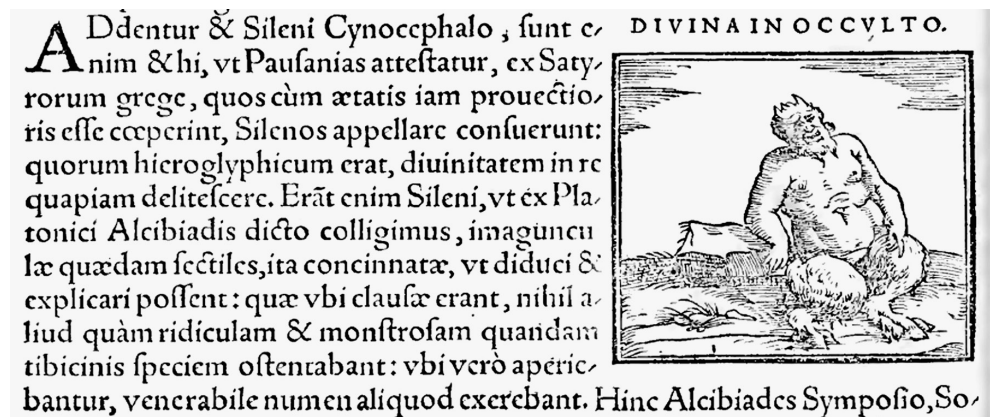 DIVINA IN OCCVLTO.
ADdentur & Sileni Cynocephalo, sunt e-
nim & hi, vt Pausanias attestatur, ex Saty-
rorum grege, quos cùm ætatis iam prouectio-
ris esse cœperint, Silenos appellare consuerunt:
quorum hieroglyphicum erat, diuinitatem in re
quapiam delitescere. Erāt enim Sileni, vt ex Pla-
tonici Alcibiadis dicto colligimus, imaguncu
læ quædam sectiles, ita concinnatæ, vt diduci &
explicari possent: quæ vbi clausæ erant, nihil a-
liud quàm ridiculam & monstrosam quandam
tibicinis speciem ostentabant: vbi verò aperie-
bantur, venerabile numen aliquod exerebant. Hinc Alcibiades Symposio, So-